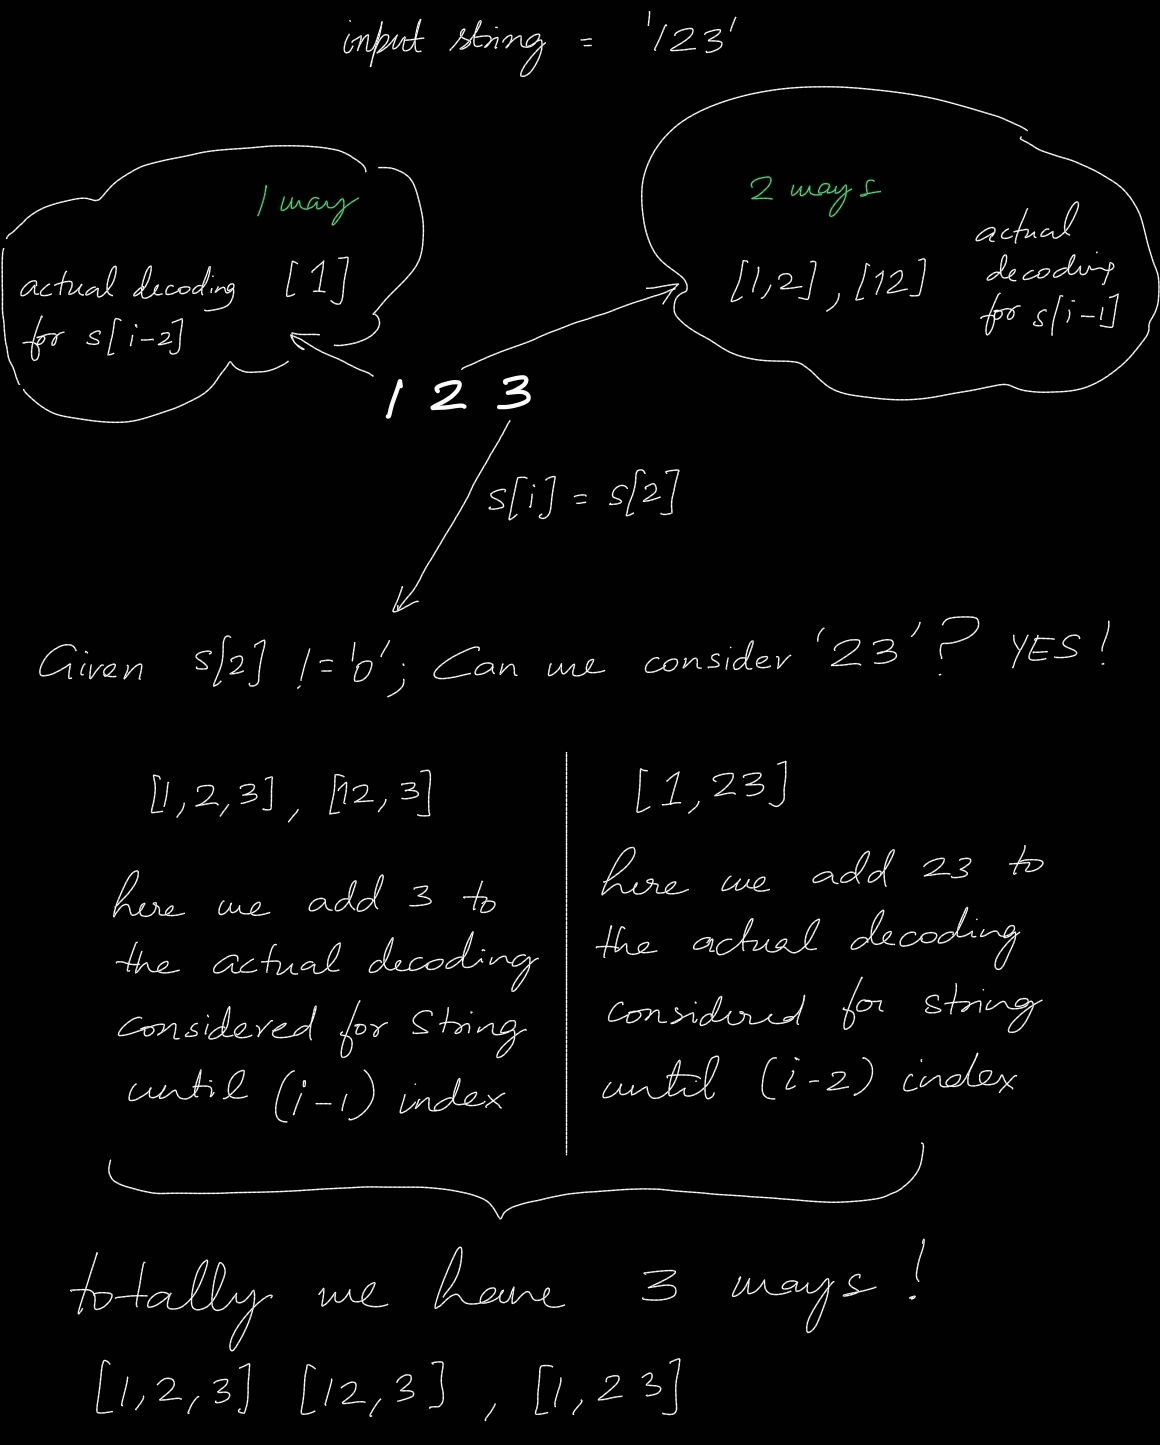 input string = '123'
1 way
actual decoding [1]
for s[i-2]
2 ways
[1,2], [12]
actual
decoding
for s[i-1]
1 2 3
s[i] = s[2]
Given s[2] != '0'; Can we consider '23'? YES!
[1,2,3], [12,3]
here we add 3 to
the actual decoding
considered for String
until (i-1) index
[1,23]
here we add 23 to
the actual decoding
considered for string
until (i-2) index
totally we have 3 ways!
[1,2,3] [12,3] , [1,23]